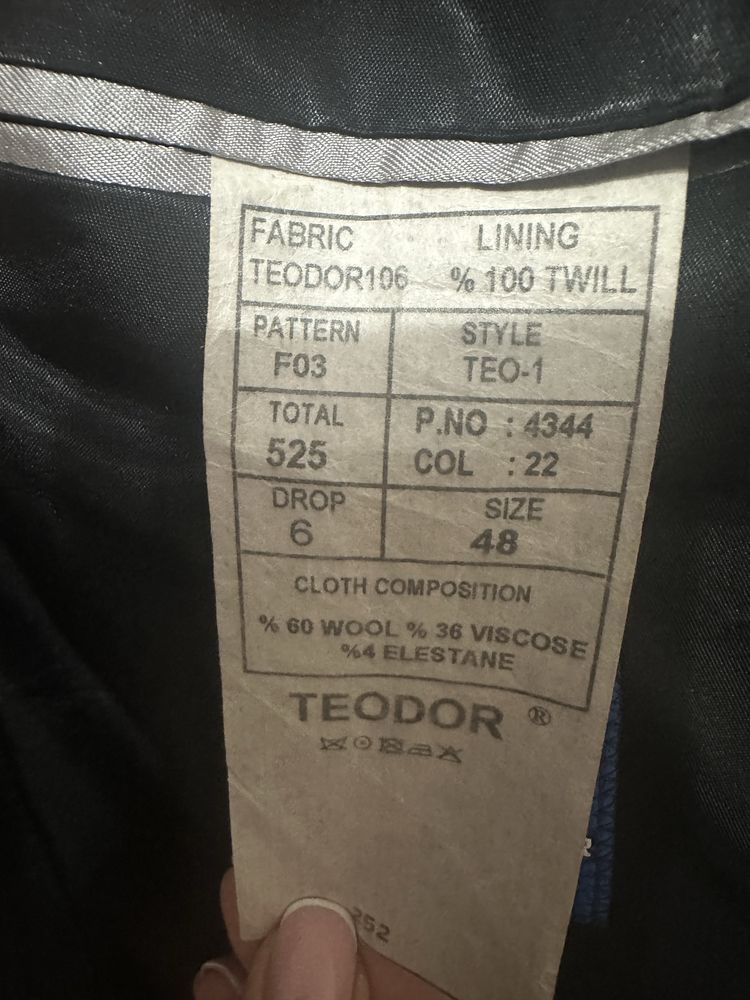 FABRIC LINING
TEODOR106 % 100 TWILL
PATTERN STYLE
F03 TEO-1
TOTAL P.NO : 4344
525 COL : 22
DROP SIZE
6 48
CLOTH COMPOSITION
% 60 WOOL % 36 VISCOSE
%4 ELESTANE
TEODOR ®
252